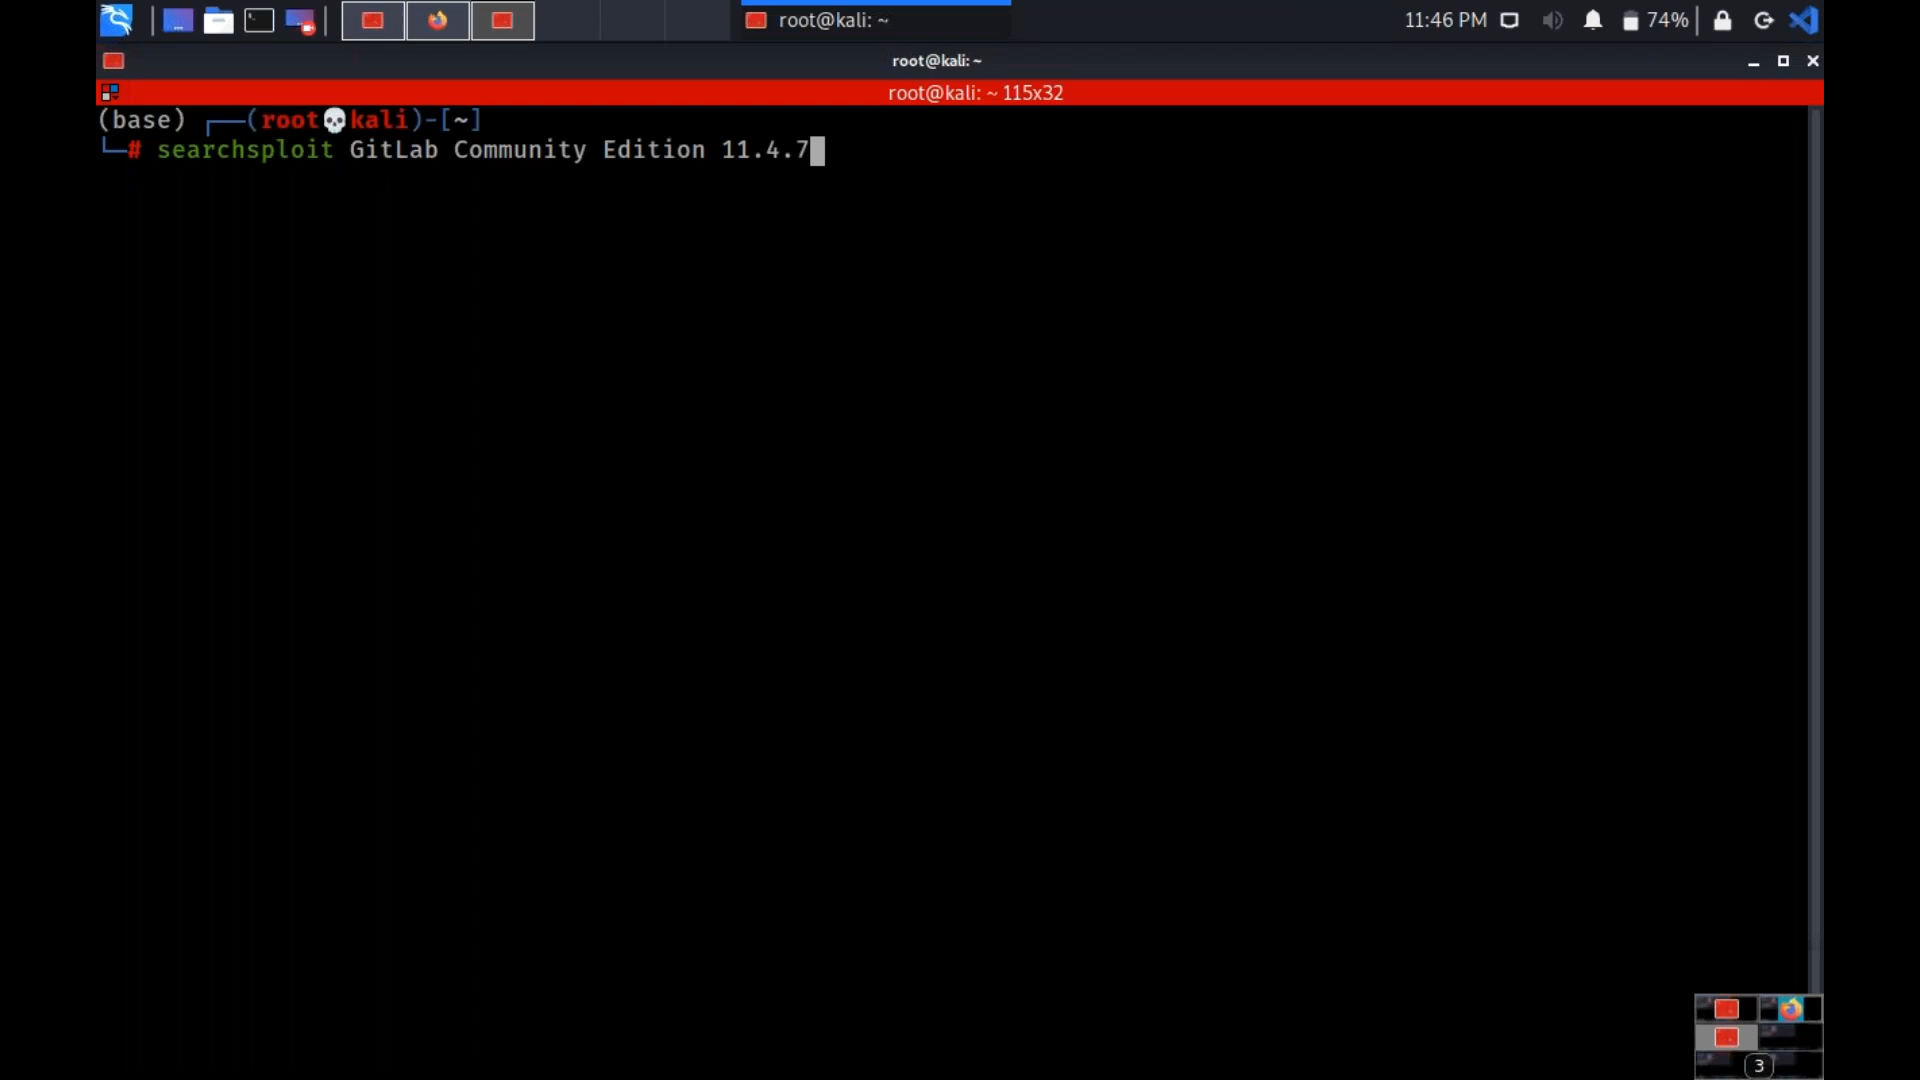 root@kali: ~
11:46 PM
74%
root@kali: ~
root@kali: ~ 115x32
(base) ┌──(root💀kali)-[~]
└─# searchsploit GitLab Community Edition 11.4.7
3